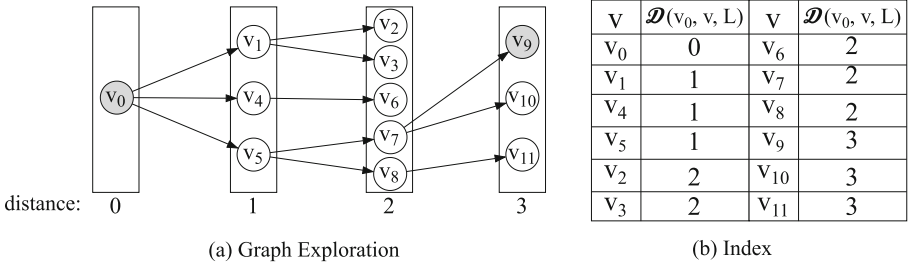 v0
v1
v4
v5
v2
v3
v6
v7
v8
v9
v10
v11
distance: 0 1 2 3
(a) Graph Exploration
v 𝓓(v0, v, L) v 𝓓(v0, v, L)
v0 0 v6 2
v1 1 v7 2
v4 1 v8 2
v5 1 v9 3
v2 2 v10 3
v3 2 v11 3
(b) Index